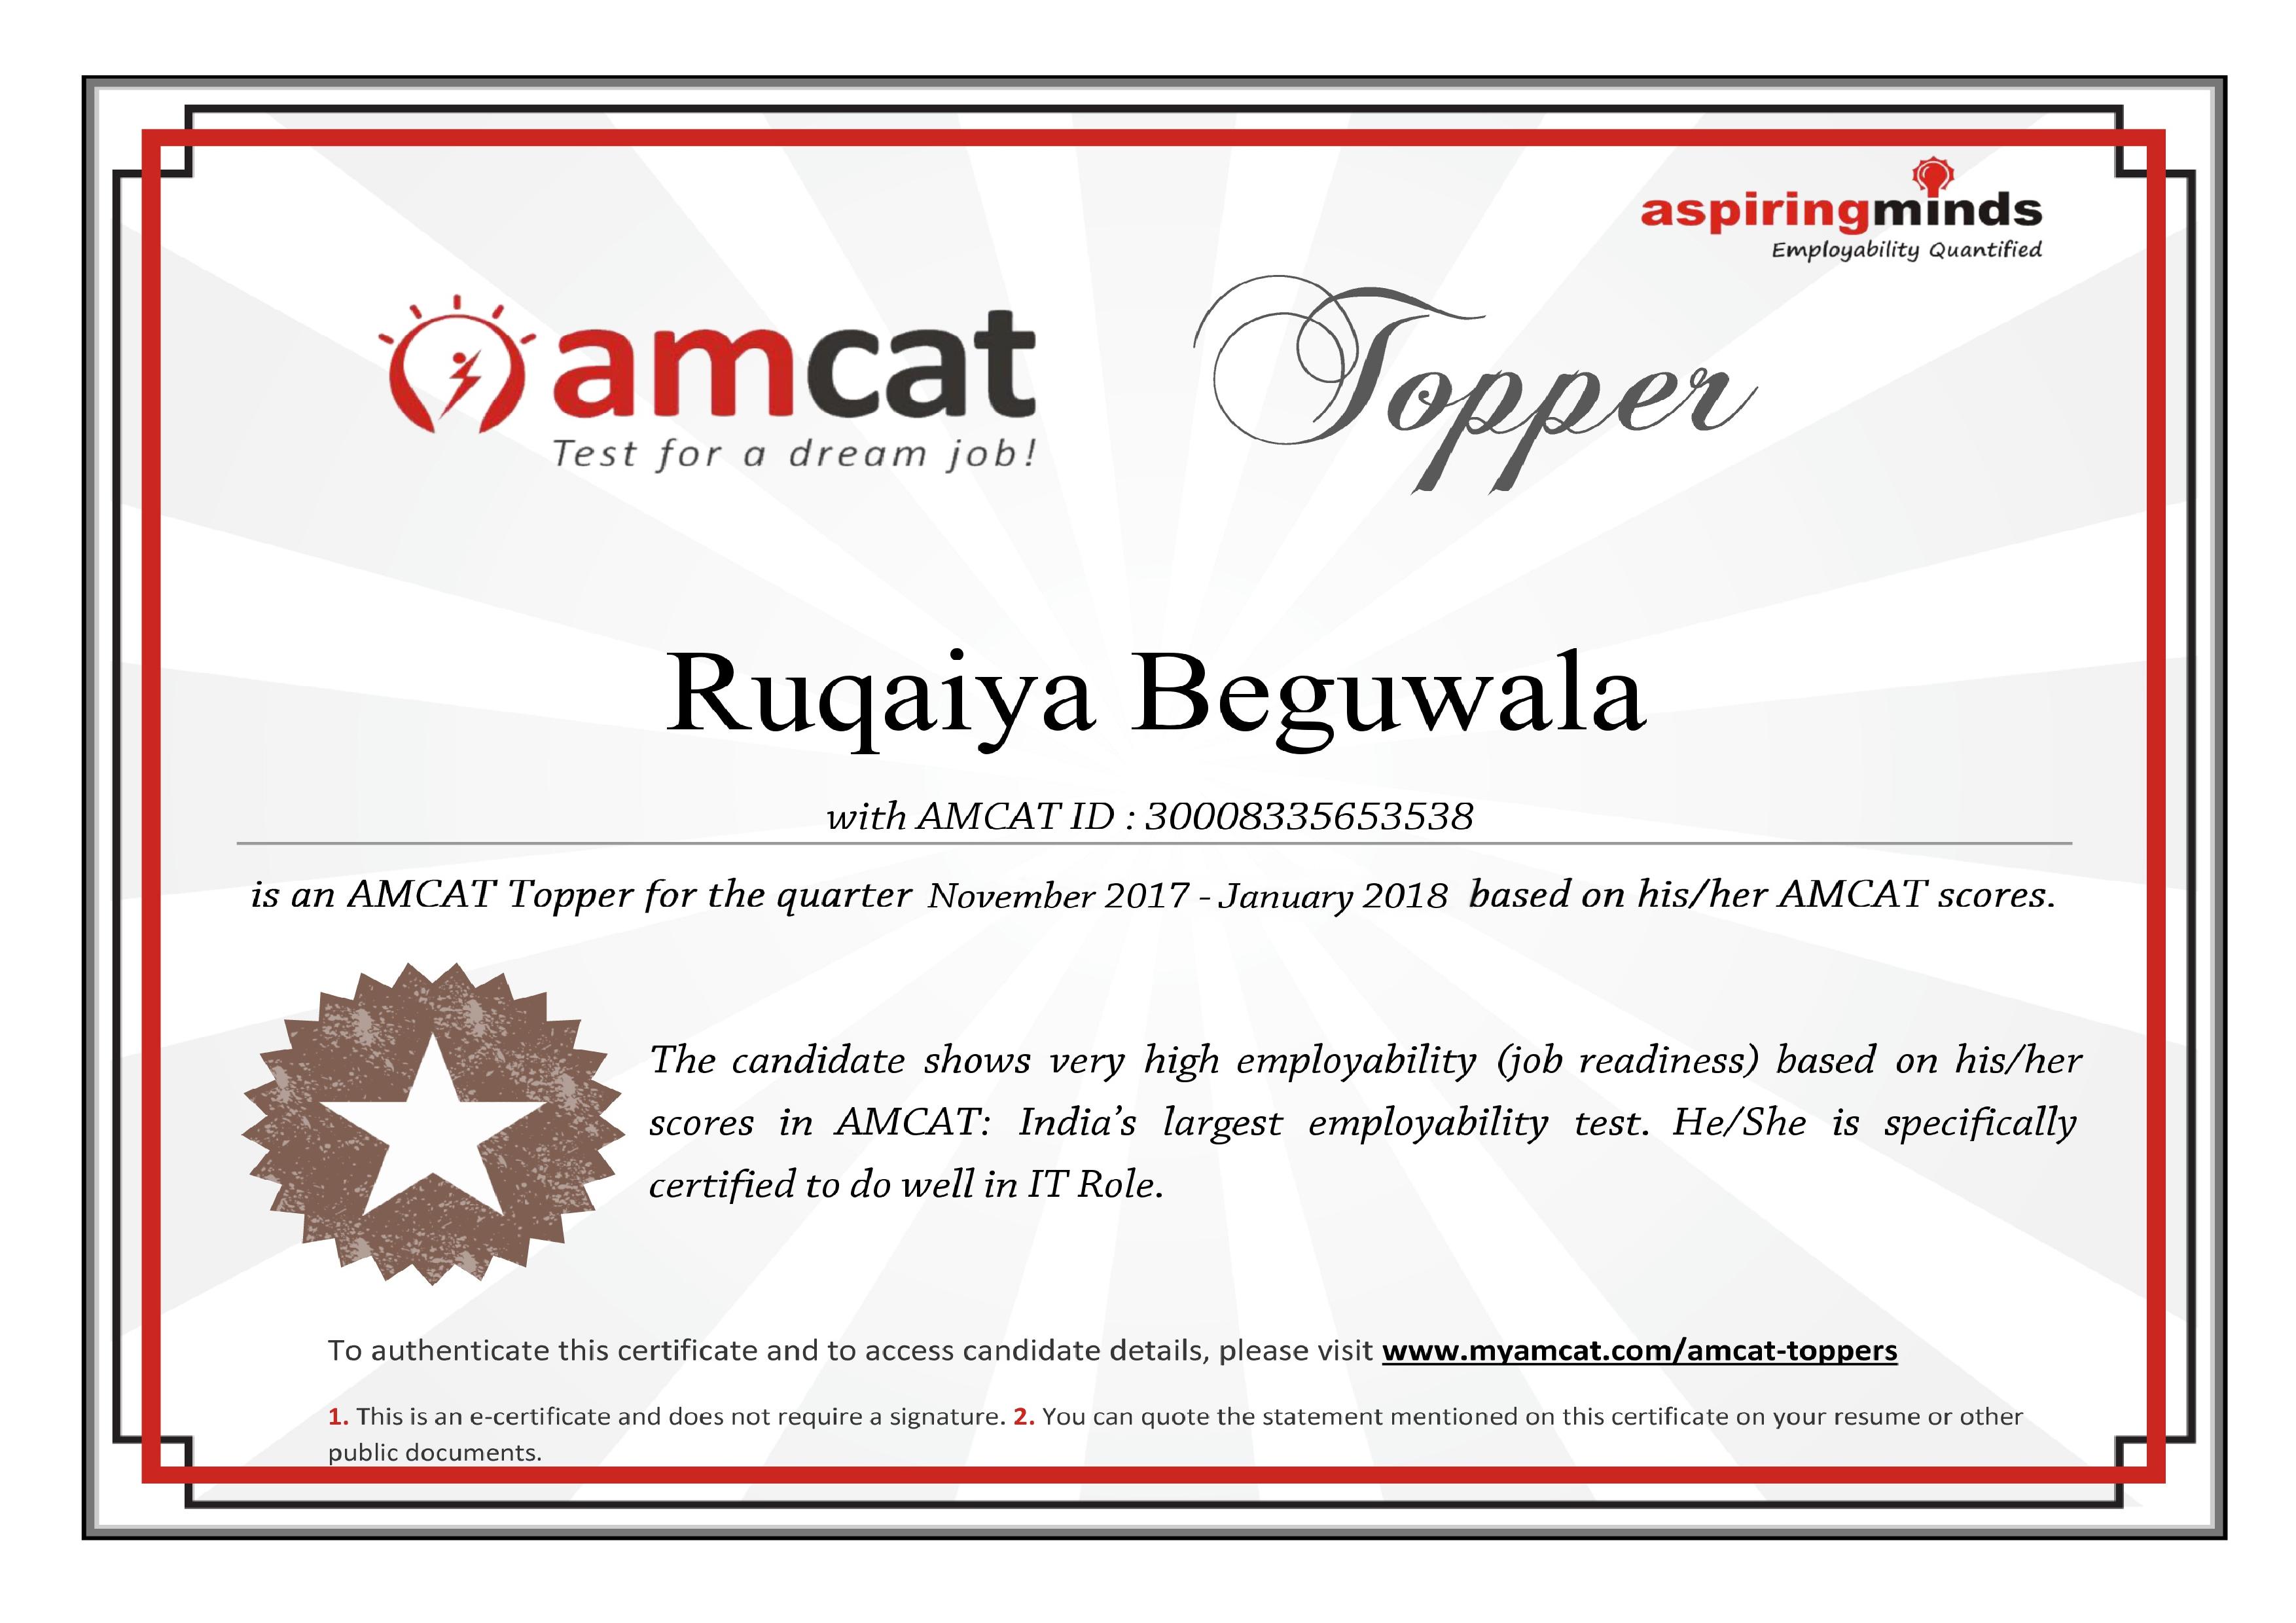 aspiringminds
Employability Quantified
amcat
Topper
Test for a dream job!
Ruqaiya Beguwala
with AMCAT ID : 30008335653538
is an AMCAT Topper for the quarter November 2017 - January 2018 based on his/her AMCAT scores.
The candidate shows very high employability (job readiness) based on his/her
scores in AMCAT: India’s largest employability test. He/She is specifically
certified to do well in IT Role.
To authenticate this certificate and to access candidate details, please visit www.myamcat.com/amcat-toppers
1. This is an e-certificate and does not require a signature. 2. You can quote the statement mentioned on this certificate on your resume or other
public documents.